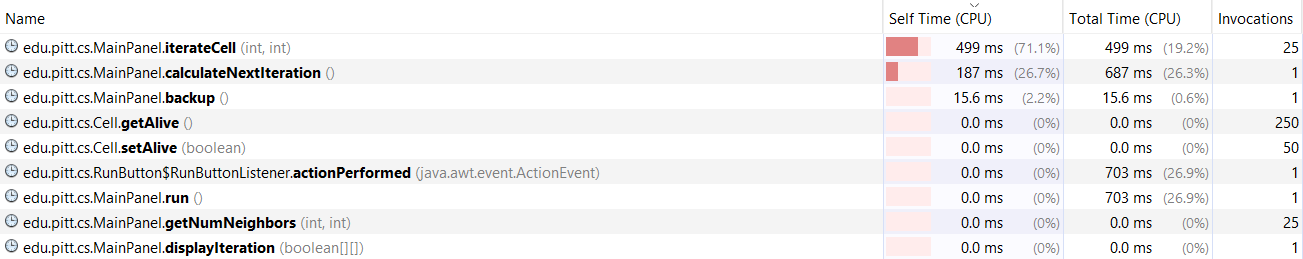 Name Self Time (CPU) Total Time (CPU) Invocations
edu.pitt.cs.MainPanel.iterateCell (int, int) 499 ms (71.1%) 499 ms (19.2%) 25
edu.pitt.cs.MainPanel.calculateNextIteration () 187 ms (26.7%) 687 ms (26.3%) 1
edu.pitt.cs.MainPanel.backup () 15.6 ms (2.2%) 15.6 ms (0.6%) 1
edu.pitt.cs.Cell.getAlive () 0.0 ms (0%) 0.0 ms (0%) 250
edu.pitt.cs.Cell.setAlive (boolean) 0.0 ms (0%) 0.0 ms (0%) 50
edu.pitt.cs.RunButton$RunButtonListener.actionPerformed (java.awt.event.ActionEvent) 0.0 ms (0%) 703 ms (26.9%) 1
edu.pitt.cs.MainPanel.run () 0.0 ms (0%) 703 ms (26.9%) 1
edu.pitt.cs.MainPanel.getNumNeighbors (int, int) 0.0 ms (0%) 0.0 ms (0%) 25
edu.pitt.cs.MainPanel.displayIteration (boolean[][]) 0.0 ms (0%) 0.0 ms (0%) 1